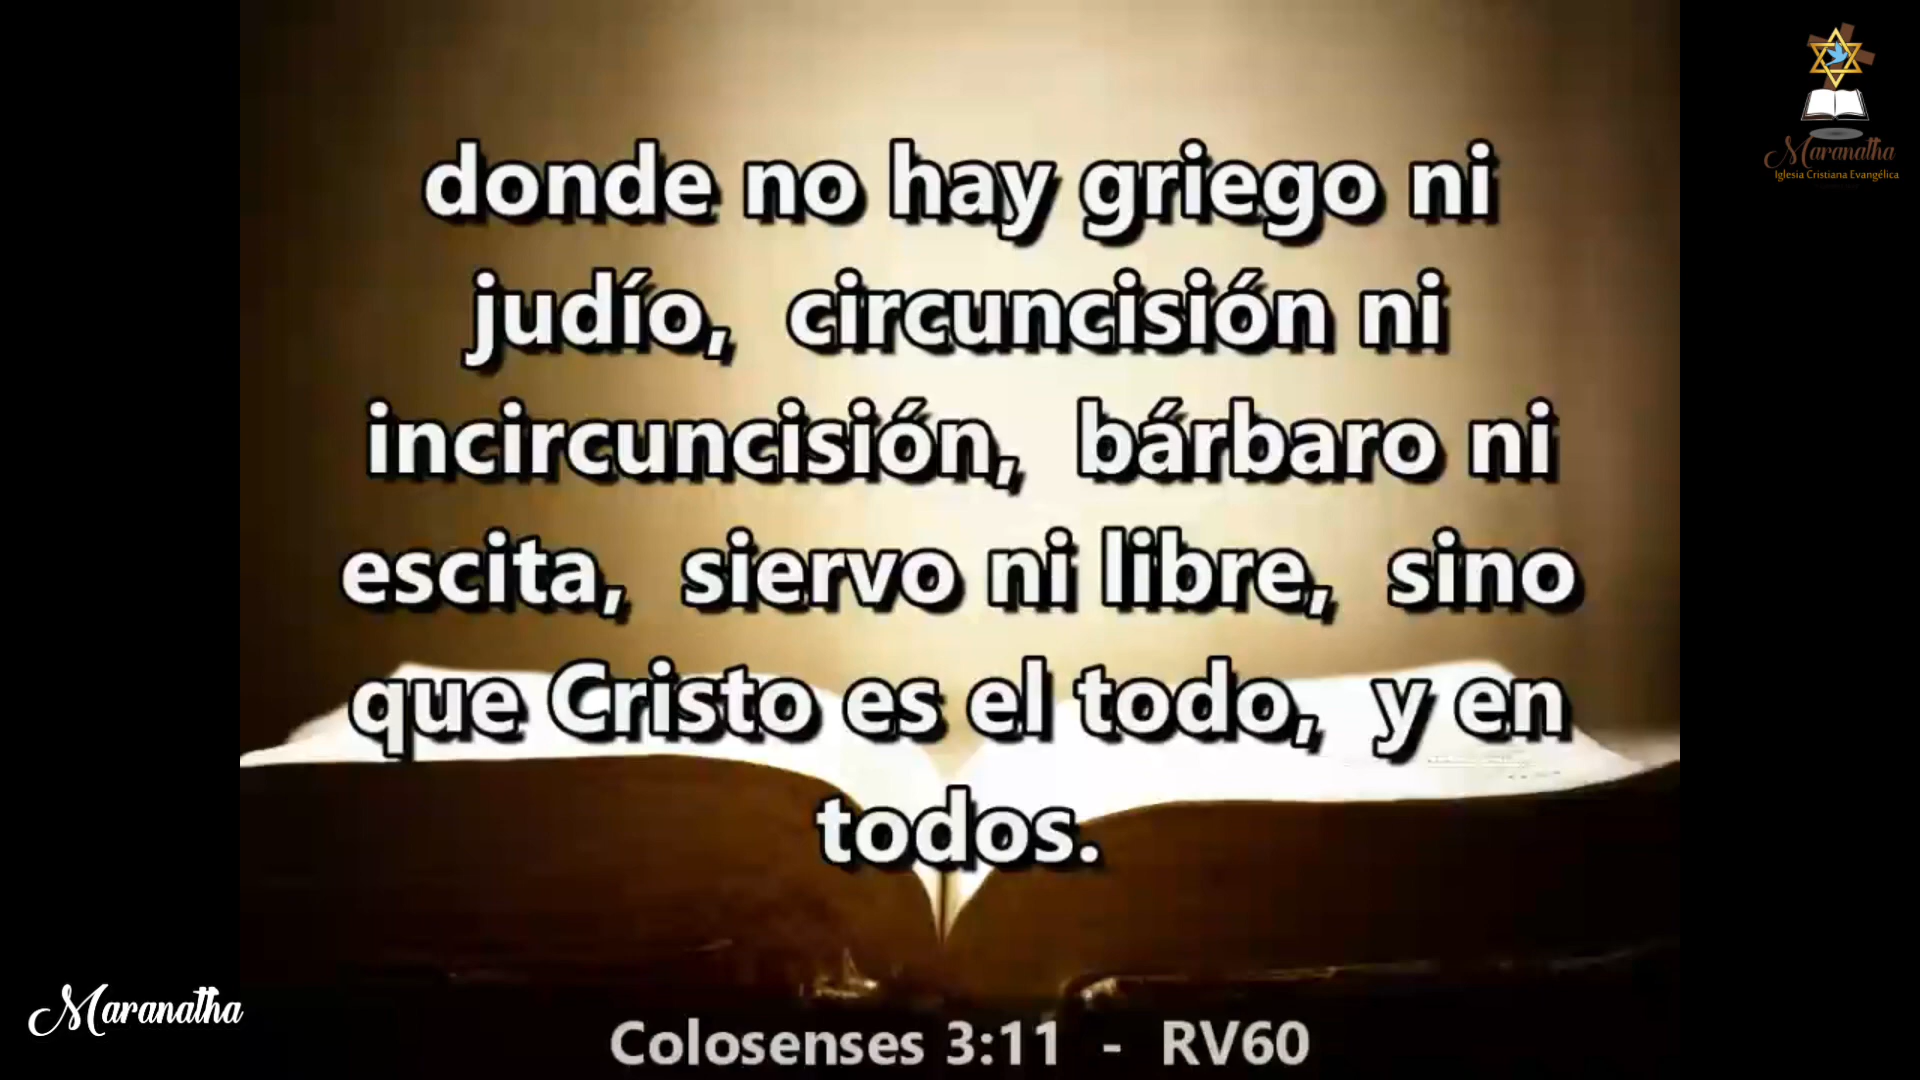 donde no hay griego ni
judío, circuncisión ni
incircuncisión, bárbaro ni
escita, siervo ni libre, sino
que Cristo es el todo, y en
todos.
Colosenses 3:11 - RV60
Maranatha
Maranatha
Iglesia Cristiana Evangélica